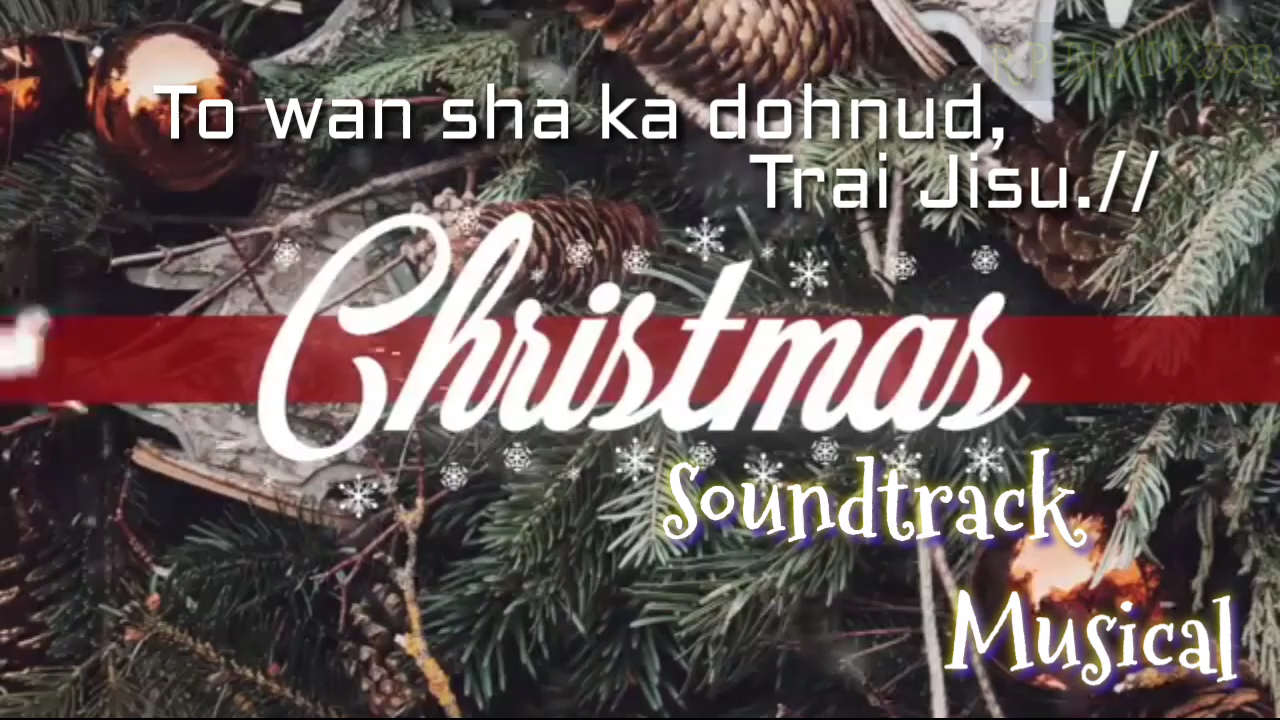 To wan sha ka dohnud,
Trai Jisu.//
Christmas
Soundtrack
Musical